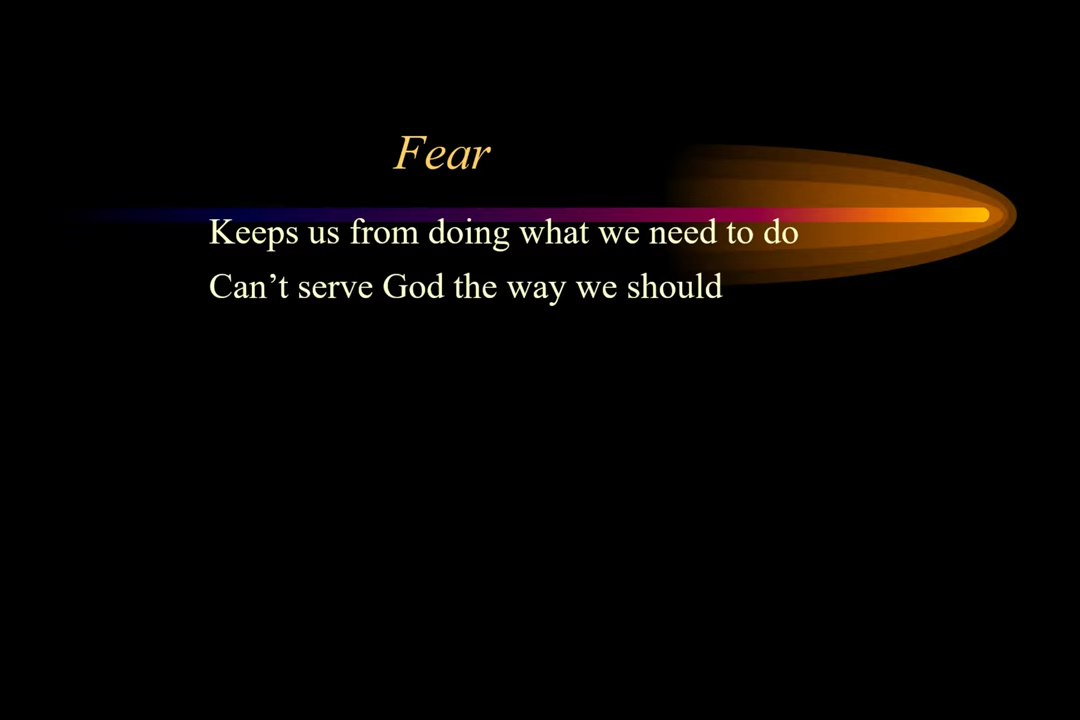 Fear
Keeps us from doing what we need to do
Can’t serve God the way we should